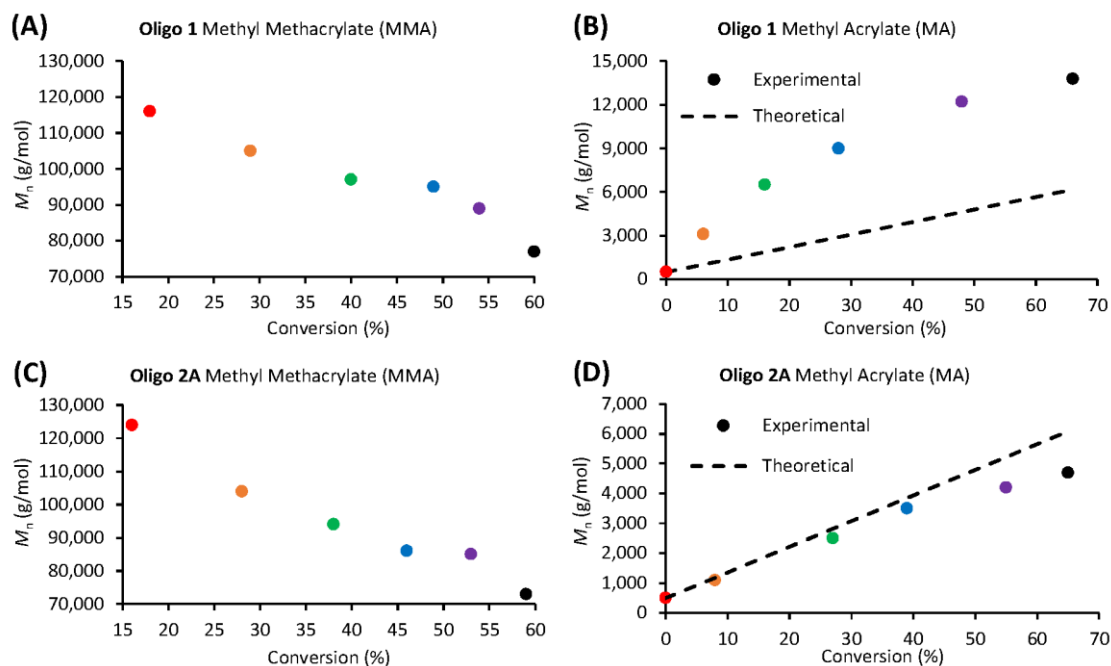 (A)
Oligo 1 Methyl Methacrylate (MMA)
130,000
120,000
110,000
100,000
90,000
80,000
70,000
Mn (g/mol)
15 20 25 30 35 40 45 50 55 60
Conversion (%)
(B)
Oligo 1 Methyl Acrylate (MA)
15,000
12,000
9,000
6,000
3,000
0
Mn (g/mol)
Experimental
Theoretical
0 10 20 30 40 50 60 70
Conversion (%)
(C)
Oligo 2A Methyl Methacrylate (MMA)
130,000
120,000
110,000
100,000
90,000
80,000
70,000
Mn (g/mol)
15 20 25 30 35 40 45 50 55 60
Conversion (%)
(D)
Oligo 2A Methyl Acrylate (MA)
7,000
6,000
5,000
4,000
3,000
2,000
1,000
0
Mn (g/mol)
Experimental
Theoretical
0 10 20 30 40 50 60 70
Conversion (%)